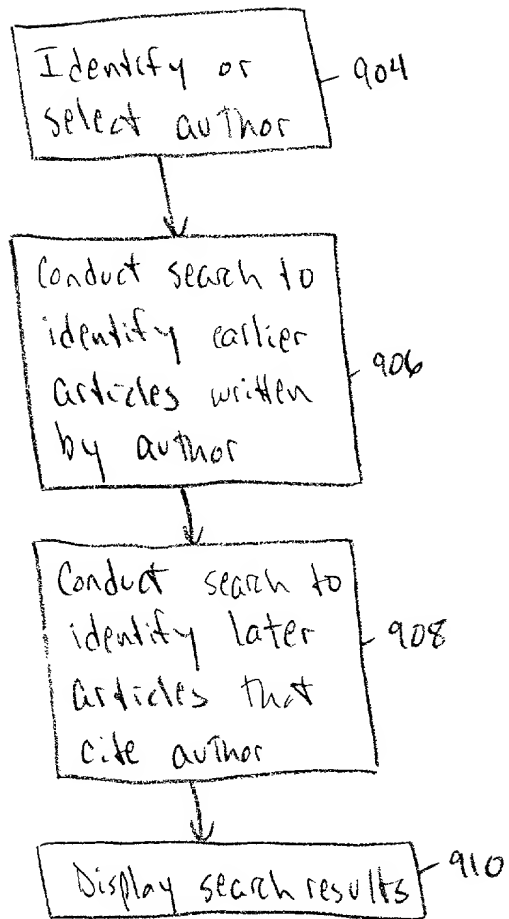 Identify or
select author
904
Conduct search to
identify earlier
articles written
by author
906
Conduct search to
identify later
articles that
cite author
908
Display search results
910